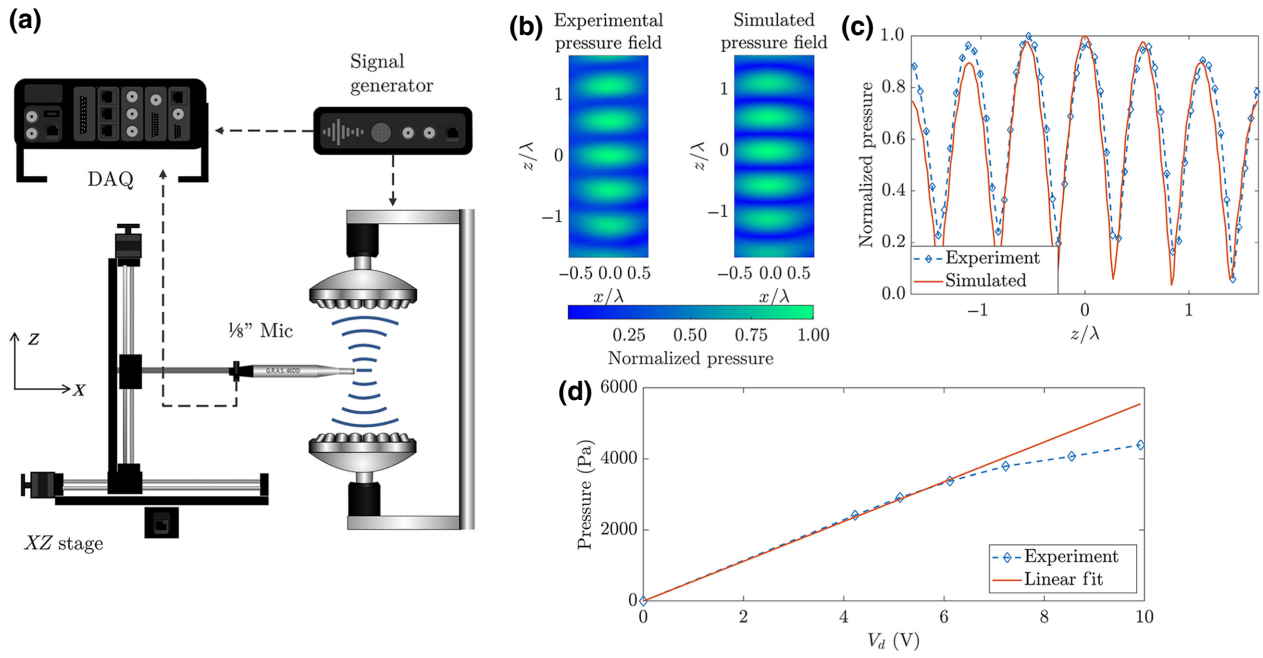 (a)
Signal
generator
DAQ
⅛” Mic
G.R.A.S. 46DD
z
x
XZ stage
(b)
Experimental
pressure field
Simulated
pressure field
1
0
−1
z/λ
−0.5 0.0 0.5
x/λ
1
0
−1
z/λ
−0.5 0.0 0.5
x/λ
0.25 0.50 0.75 1.00
Normalized pressure
(c)
Normalized pressure
1.0
0.8
0.6
0.4
0.2
0.0
Experiment
Simulated
−1 0 1
z/λ
(d)
Pressure (Pa)
6000
4000
2000
0
Experiment
Linear fit
0 2 4 6 8 10
V_d (V)